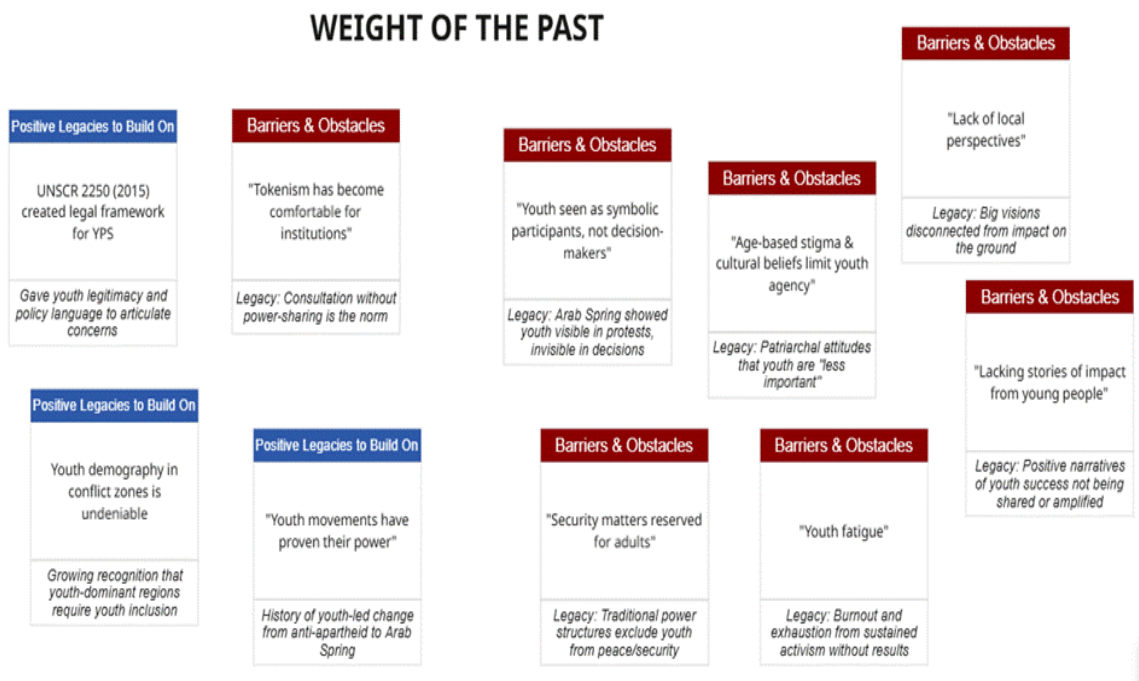 WEIGHT OF THE PAST
Positive Legacies to Build On
UNSCR 2250 (2015)
created legal framework
for YPS
Gave youth legitimacy and
policy language to articulate
concerns
Barriers & Obstacles
"Tokenism has become
comfortable for
institutions"
Legacy: Consultation without
power-sharing is the norm
Barriers & Obstacles
"Youth seen as symbolic
participants, not decision-
makers"
Legacy: Arab Spring showed
youth visible in protests,
invisible in decisions
Barriers & Obstacles
"Age-based stigma &
cultural beliefs limit youth
agency"
Legacy: Patriarchal attitudes
that youth are "less
important"
Barriers & Obstacles
"Lack of local
perspectives"
Legacy: Big visions
disconnected from impact on
the ground
Barriers & Obstacles
"Lacking stories of impact
from young people"
Legacy: Positive narratives
of youth success not being
shared or amplified
Positive Legacies to Build On
Youth demography in
conflict zones is
undeniable
Growing recognition that
youth-dominant regions
require youth inclusion
Positive Legacies to Build On
"Youth movements have
proven their power"
History of youth-led change
from anti-apartheid to Arab
Spring
Barriers & Obstacles
"Security matters reserved
for adults"
Legacy: Traditional power
structures exclude youth
from peace/security
Barriers & Obstacles
"Youth fatigue"
Legacy: Burnout and
exhaustion from sustained
activism without results